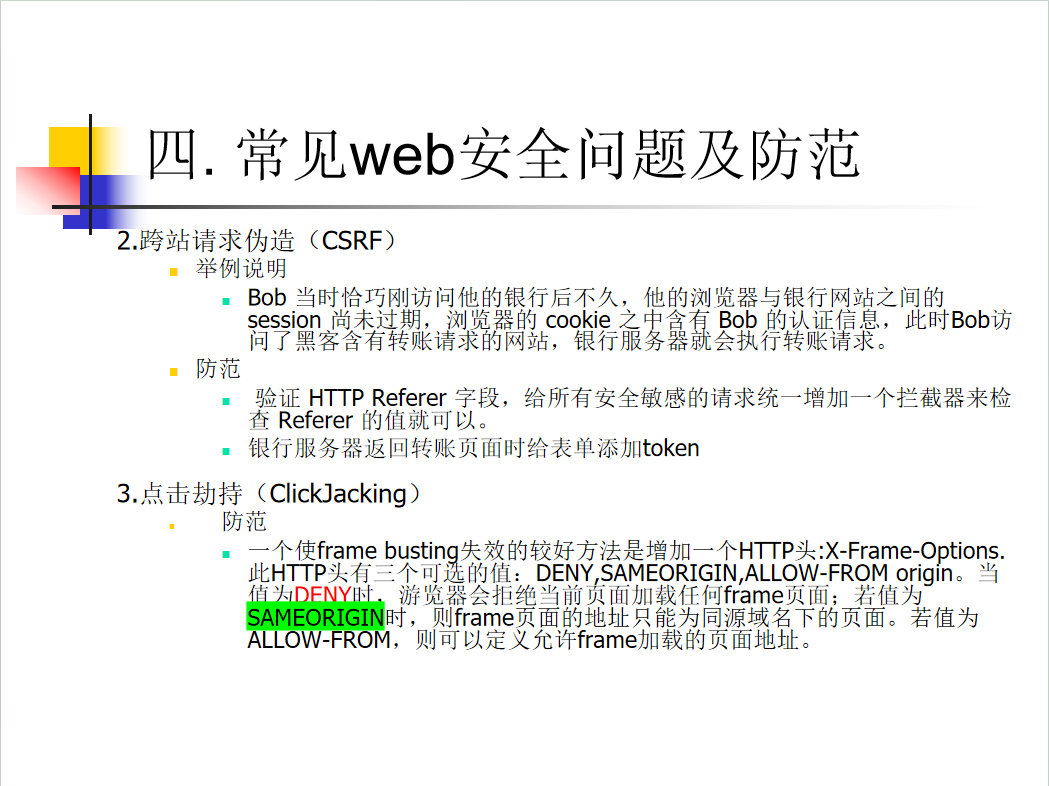 四. 常见web安全问题及防范
2.跨站请求伪造（CSRF）
举例说明
Bob 当时恰巧刚访问他的银行后不久，他的浏览器与银行网站之间的
session 尚未过期，浏览器的 cookie 之中含有 Bob 的认证信息，此时Bob访
问了黑客含有转账请求的网站，银行服务器就会执行转账请求。
防范
验证 HTTP Referer 字段，给所有安全敏感的请求统一增加一个拦截器来检
查 Referer 的值就可以。
银行服务器返回转账页面时给表单添加token
3.点击劫持（ClickJacking）
防范
一个使frame busting失效的较好方法是增加一个HTTP头:X-Frame-Options.
此HTTP头有三个可选的值：DENY,SAMEORIGIN,ALLOW-FROM origin。当
值为DENY时，游览器会拒绝当前页面加载任何frame页面；若值为
SAMEORIGIN时，则frame页面的地址只能为同源域名下的页面。若值为
ALLOW-FROM，则可以定义允许frame加载的页面地址。